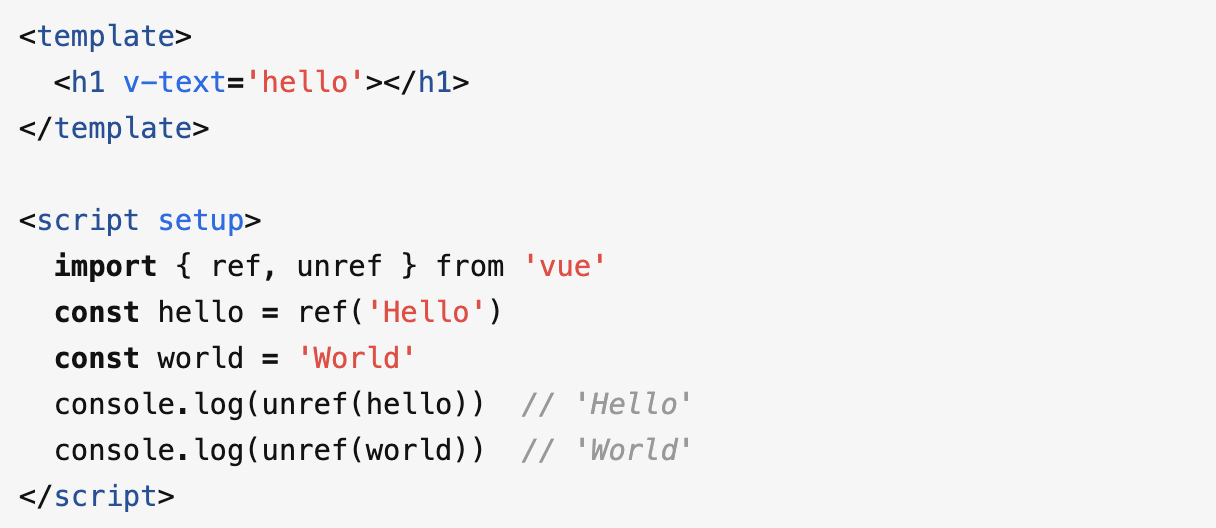 <template>
  <h1 v-text='hello'></h1>
</template>

<script setup>
  import { ref, unref } from 'vue'
  const hello = ref('Hello')
  const world = 'World'
  console.log(unref(hello))  // 'Hello'
  console.log(unref(world))  // 'World'
</script>